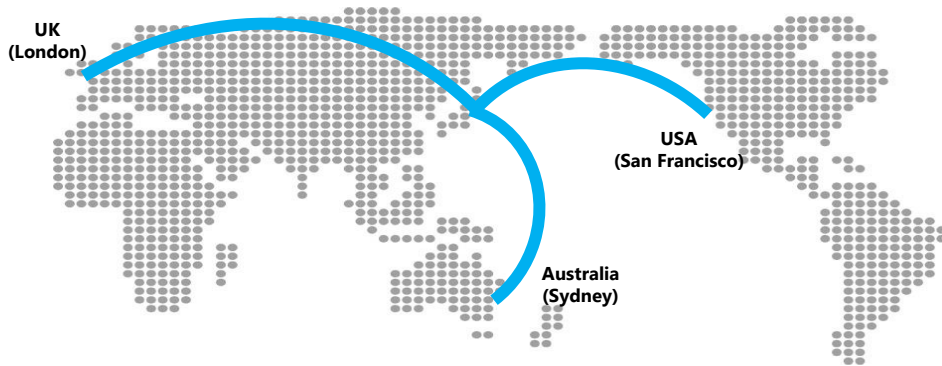 UK
(London)
USA
(San Francisco)
Australia
(Sydney)